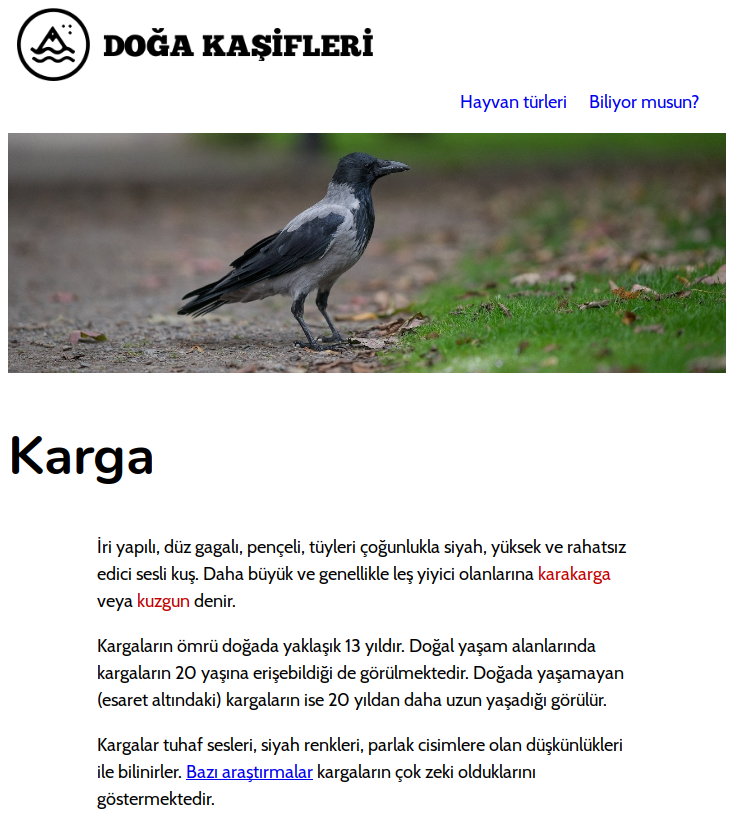 DOĞA KAŞİFLERİ
Hayvan türleri Biliyor musun?
Karga
İri yapılı, düz gagalı, pençeli, tüyleri çoğunlukla siyah, yüksek ve rahatsız
edici sesli kuş. Daha büyük ve genellikle leş yiyici olanlarına karakarga
veya kuzgun denir.
Kargaların ömrü doğada yaklaşık 13 yıldır. Doğal yaşam alanlarında
kargaların 20 yaşına erişebildiği de görülmektedir. Doğada yaşamayan
(esaret altındaki) kargaların ise 20 yıldan daha uzun yaşadığı görülür.
Kargalar tuhaf sesleri, siyah renkleri, parlak cisimlere olan düşkünlükleri
ile bilinirler. Bazı araştırmalar kargaların çok zeki olduklarını
göstermektedir.